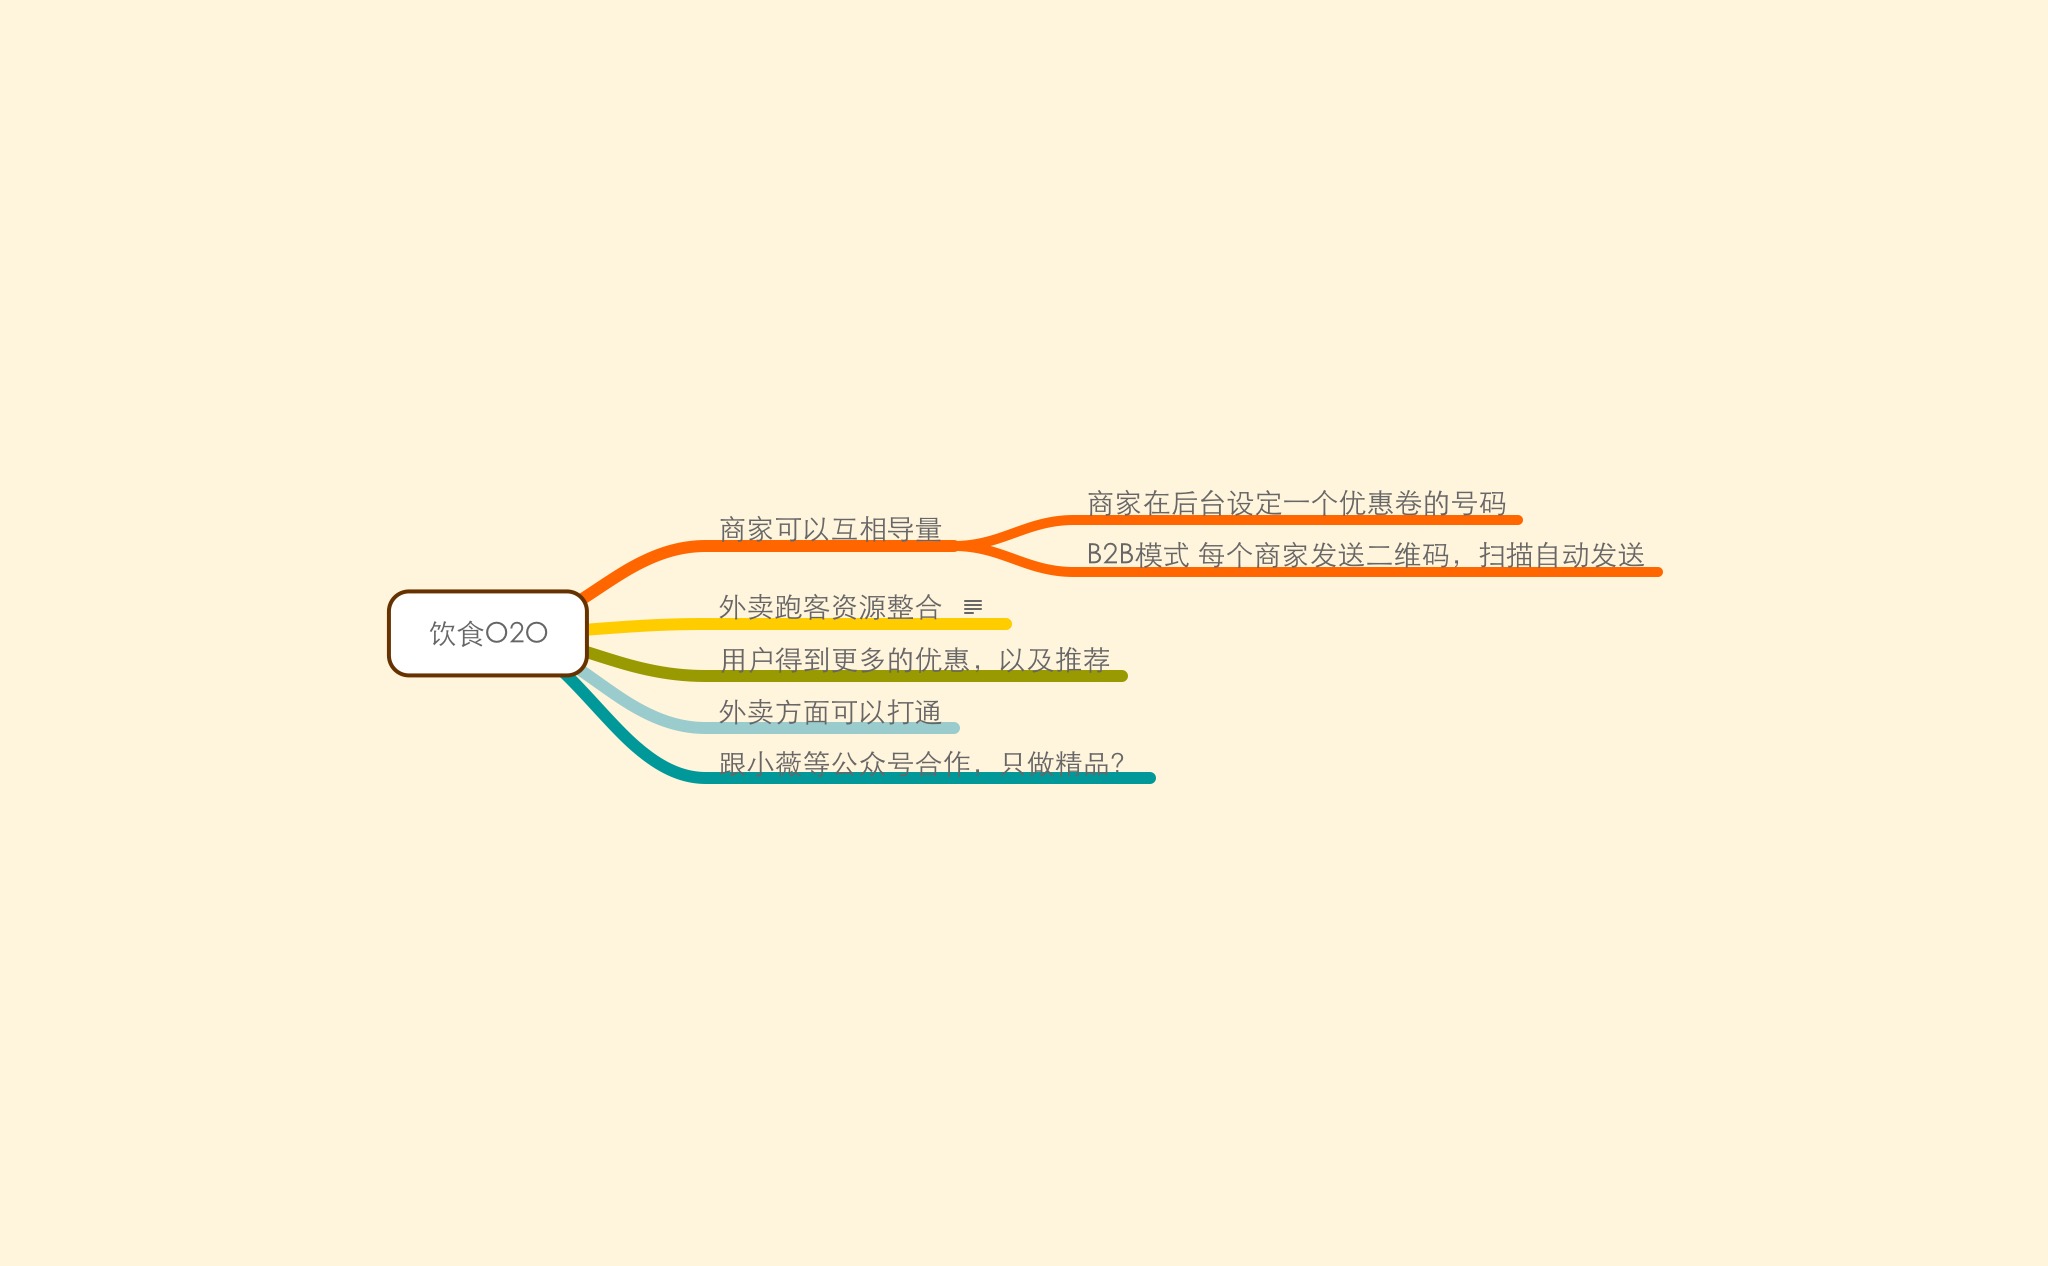 饮食O2O
商家可以互相导量
商家在后台设定一个优惠卷的号码
B2B模式 每个商家发送二维码，扫描自动发送
外卖跑客资源整合
用户得到更多的优惠，以及推荐
外卖方面可以打通
跟小薇等公众号合作，只做精品？